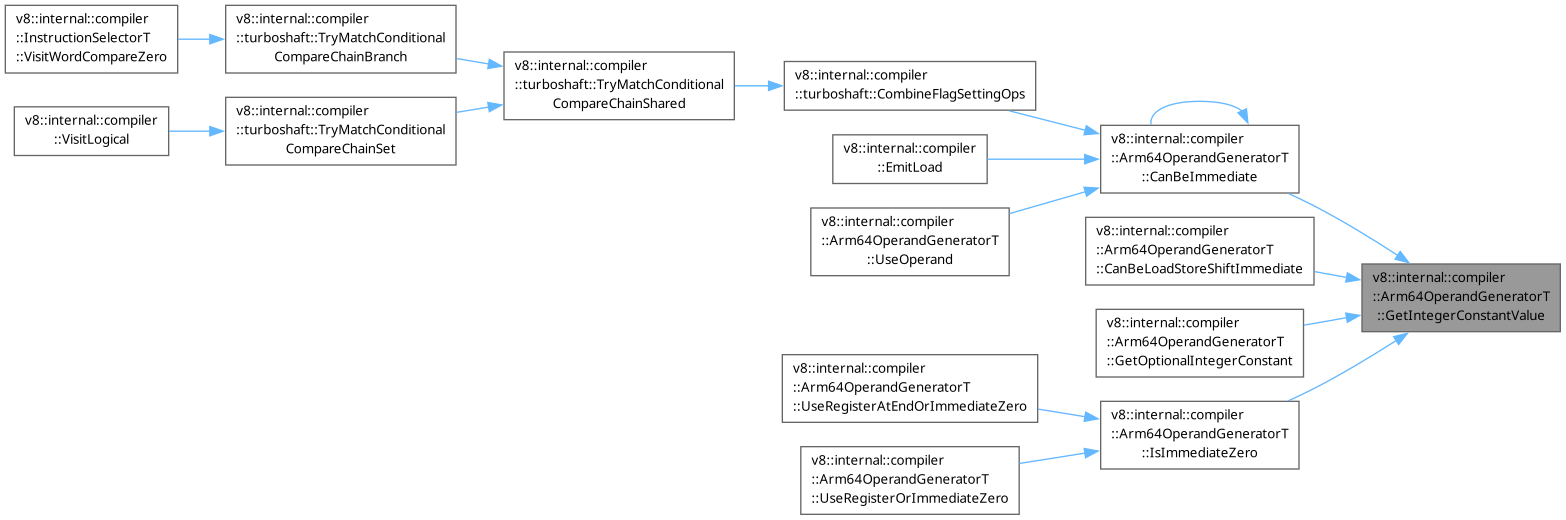 v8::internal::compiler
::InstructionSelectorT
::VisitWordCompareZero
v8::internal::compiler
::turboshaft::TryMatchConditional
CompareChainBranch
v8::internal::compiler
::turboshaft::TryMatchConditional
CompareChainShared
v8::internal::compiler
::turboshaft::CombineFlagSettingOps
v8::internal::compiler
::VisitLogical
v8::internal::compiler
::turboshaft::TryMatchConditional
CompareChainSet
v8::internal::compiler
::EmitLoad
v8::internal::compiler
::Arm64OperandGeneratorT
::CanBeImmediate
v8::internal::compiler
::Arm64OperandGeneratorT
::UseOperand
v8::internal::compiler
::Arm64OperandGeneratorT
::CanBeLoadStoreShiftImmediate
v8::internal::compiler
::Arm64OperandGeneratorT
::GetIntegerConstantValue
v8::internal::compiler
::Arm64OperandGeneratorT
::GetOptionalIntegerConstant
v8::internal::compiler
::Arm64OperandGeneratorT
::UseRegisterAtEndOrImmediateZero
v8::internal::compiler
::Arm64OperandGeneratorT
::IsImmediateZero
v8::internal::compiler
::Arm64OperandGeneratorT
::UseRegisterOrImmediateZero